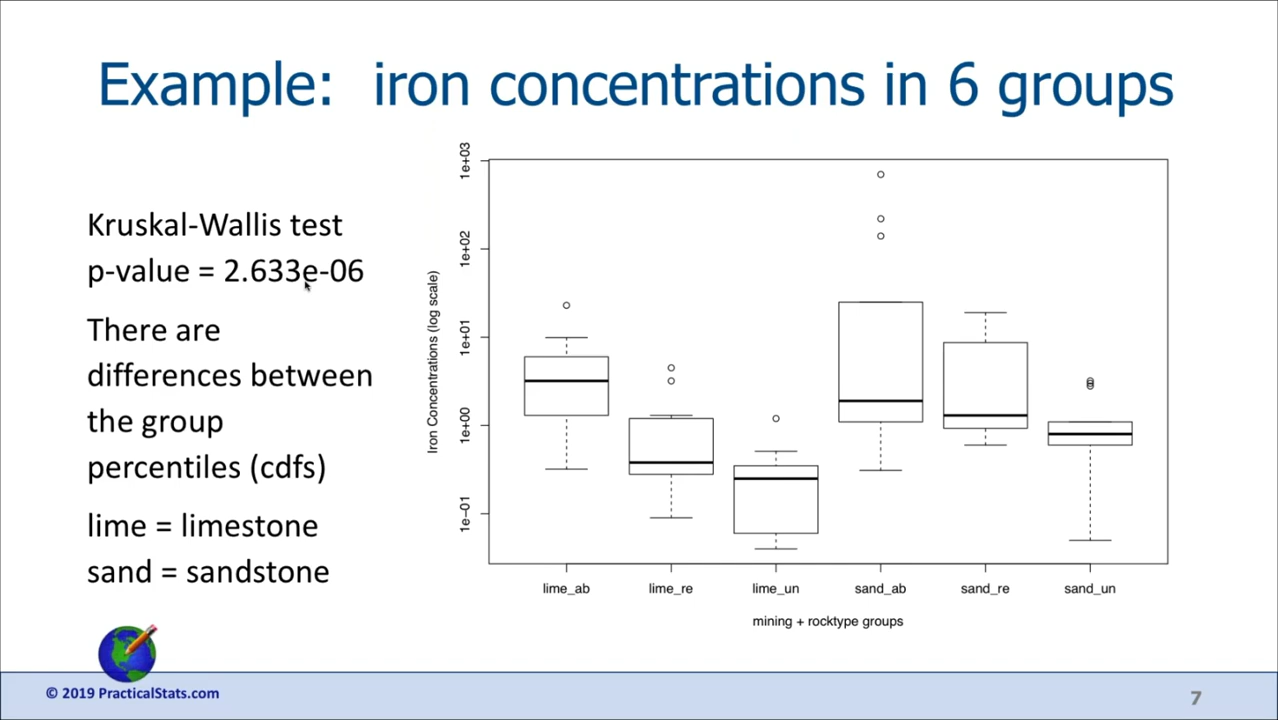 Example: iron concentrations in 6 groups
Kruskal-Wallis test
p-value = 2.633e-06
There are
differences between
the group
percentiles (cdfs)
lime = limestone
sand = sandstone
Iron Concentrations (log scale)
1e+03
1e+02
1e+01
1e+00
1e-01
lime_ab lime_re lime_un sand_ab sand_re sand_un
mining + rocktype groups
© 2019 PracticalStats.com
7